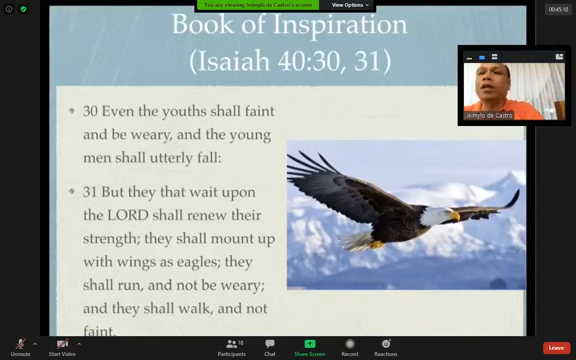 You are viewing Jelmylo de Castro's screen
View Options
00:45:10
Book of Inspiration
(Isaiah 40:30, 31)
30 Even the youths shall faint
and be weary, and the young
men shall utterly fall:
31 But they that wait upon
the LORD shall renew their
strength; they shall mount up
with wings as eagles; they
shall run, and not be weary;
and they shall walk, and not
faint.
Jelmylo de Castro
Unmute
Start Video
18
Participants
Chat
Share Screen
Record
Reactions
Leave